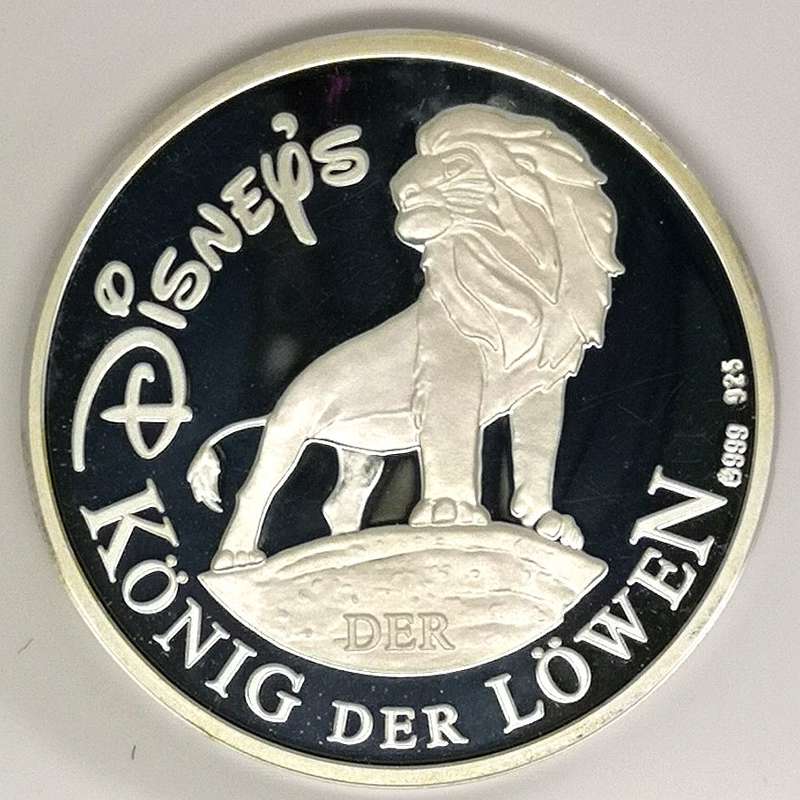 DISNEY'S
DER
KÖNIG DER LÖWEN
999 925